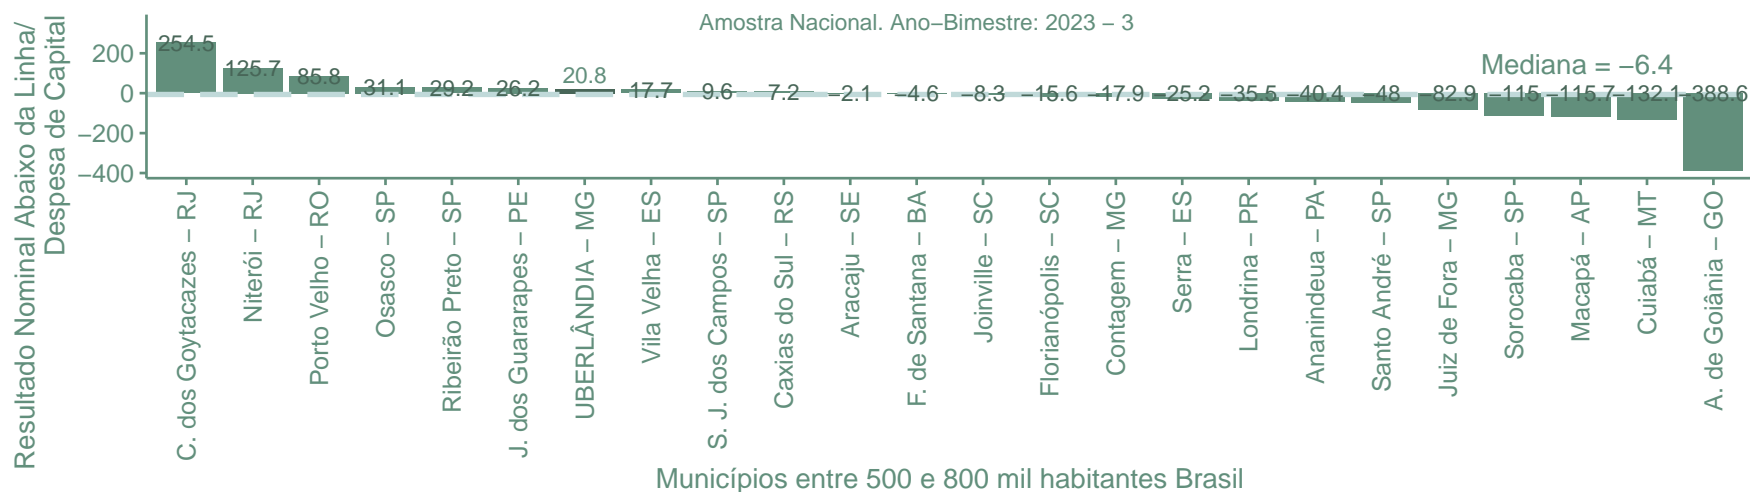 Amostra Nacional. Ano−Bimestre: 2023 − 3
Resultado Nominal Abaixo da Linha/
Despesa de Capital
200
0
−200
−400
254.5
125.7
85.8
31.1
29.2
26.2
20.8
17.7
9.6
7.2
−2.1
−4.6
−8.3
−15.6
−17.9
−25.2
−35.5
−40.4
−48
−82.9
−115
−115.7
−132.1
−388.6
Mediana = −6.4
C. dos Goytacazes − RJ
Niterói − RJ
Porto Velho − RO
Osasco − SP
Ribeirão Preto − SP
J. dos Guararapes − PE
UBERLÂNDIA − MG
Vila Velha − ES
S. J. dos Campos − SP
Caxias do Sul − RS
Aracaju − SE
F. de Santana − BA
Joinville − SC
Florianópolis − SC
Contagem − MG
Serra − ES
Londrina − PR
Ananindeua − PA
Santo André − SP
Juiz de Fora − MG
Sorocaba − SP
Macapá − AP
Cuiabá − MT
A. de Goiânia − GO
Municípios entre 500 e 800 mil habitantes Brasil